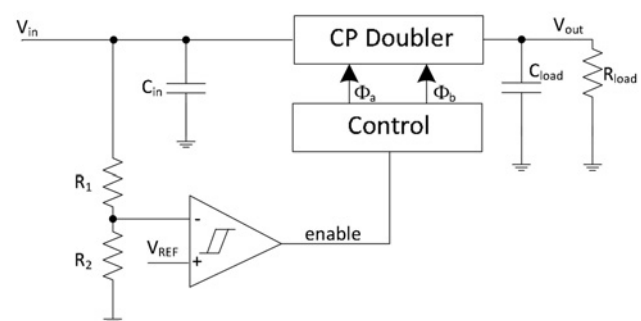 V_in
CP Doubler
V_out
C_in
Φ_a
Φ_b
C_load
R_load
Control
R_1
-
V_REF
+
enable
R_2